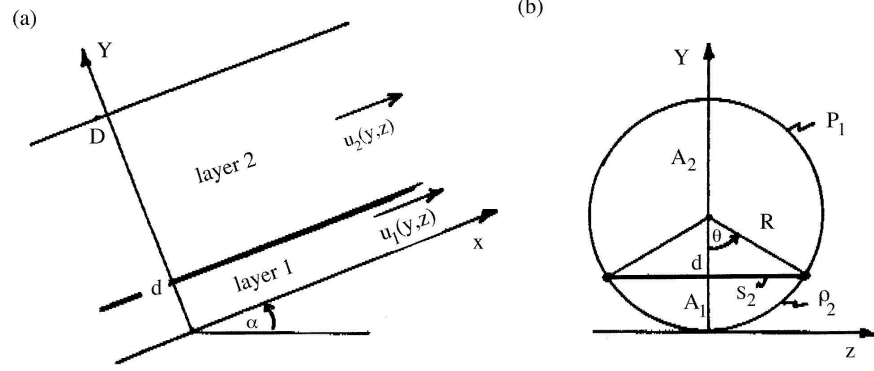 (a)
Y
D
layer 2
u₂(y,z)
d
layer 1
u₁(y,z)
x
α
(b)
Y
P₁
A₂
R
θ
d
S₂
A₁
ρ₂
z